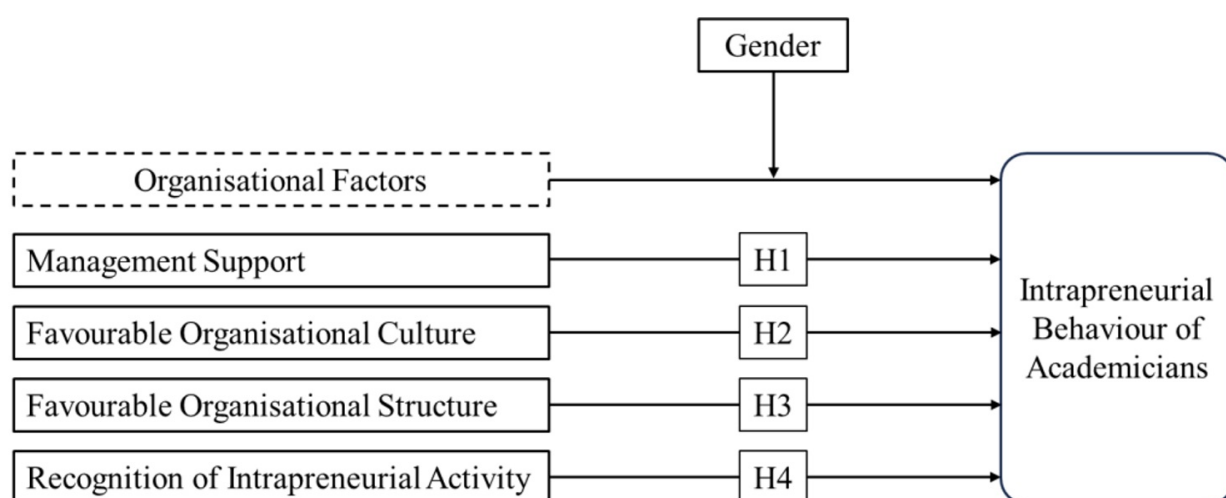 Gender
Organisational Factors
Management Support
H1
Favourable Organisational Culture
H2
Favourable Organisational Structure
H3
Recognition of Intrapreneurial Activity
H4
Intrapreneurial
Behaviour of
Academicians